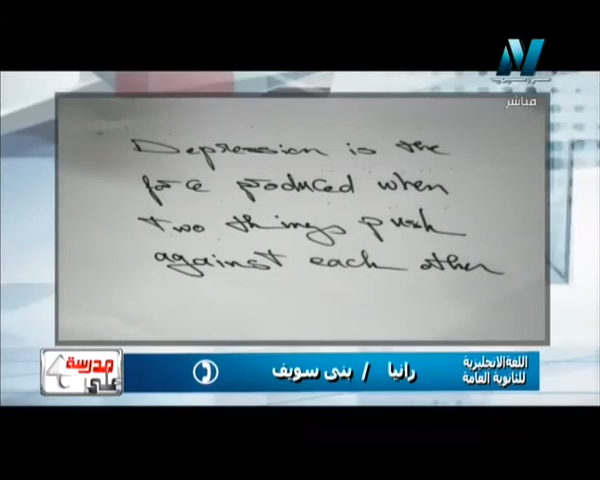 مباشر
Depression is the
force produced when
two things push
against each other
اللغة الانجليزية
للثانوية العامة
رانيا / بنى سويف
مدرسة
على